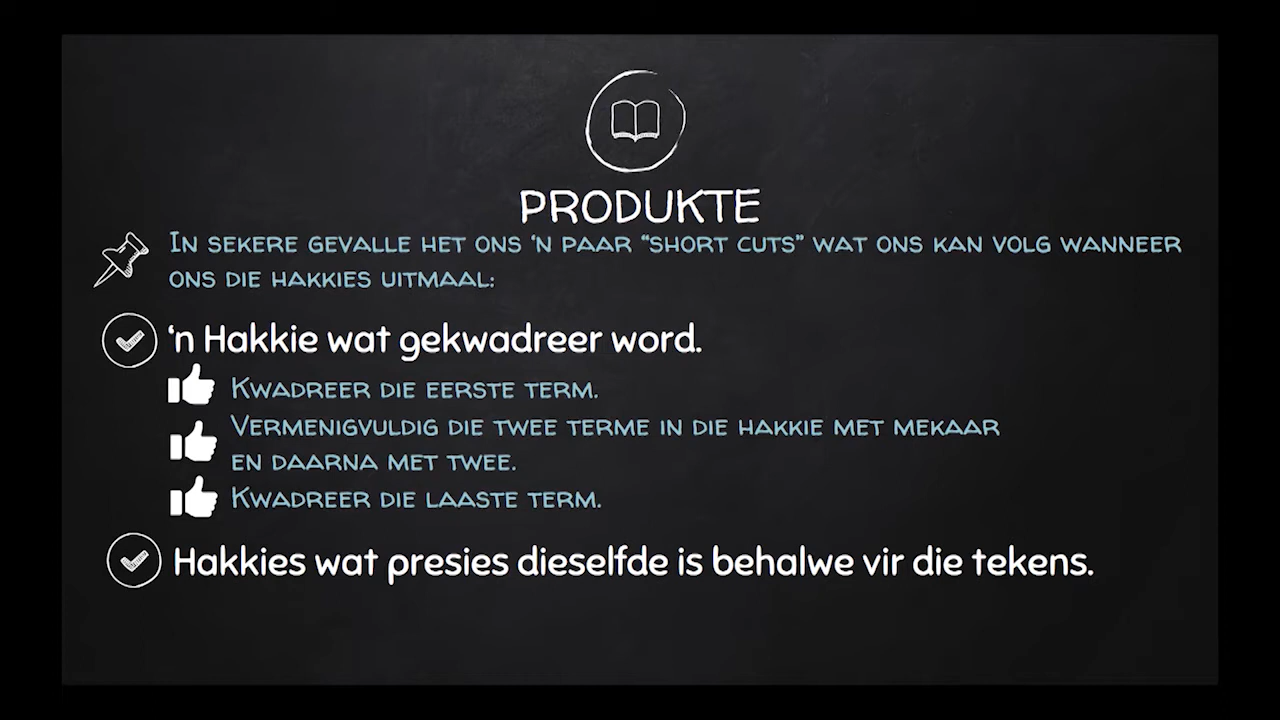 PRODUKTE
In sekere gevalle het ons ‘n paar “short cuts” wat ons kan volg wanneer
ons die hakkies uitmaal:
‘n Hakkie wat gekwadreer word.
Kwadreer die eerste term.
Vermenigvuldig die twee terme in die hakkie met mekaar
en daarna met twee.
Kwadreer die laaste term.
Hakkies wat presies dieselfde is behalwe vir die tekens.